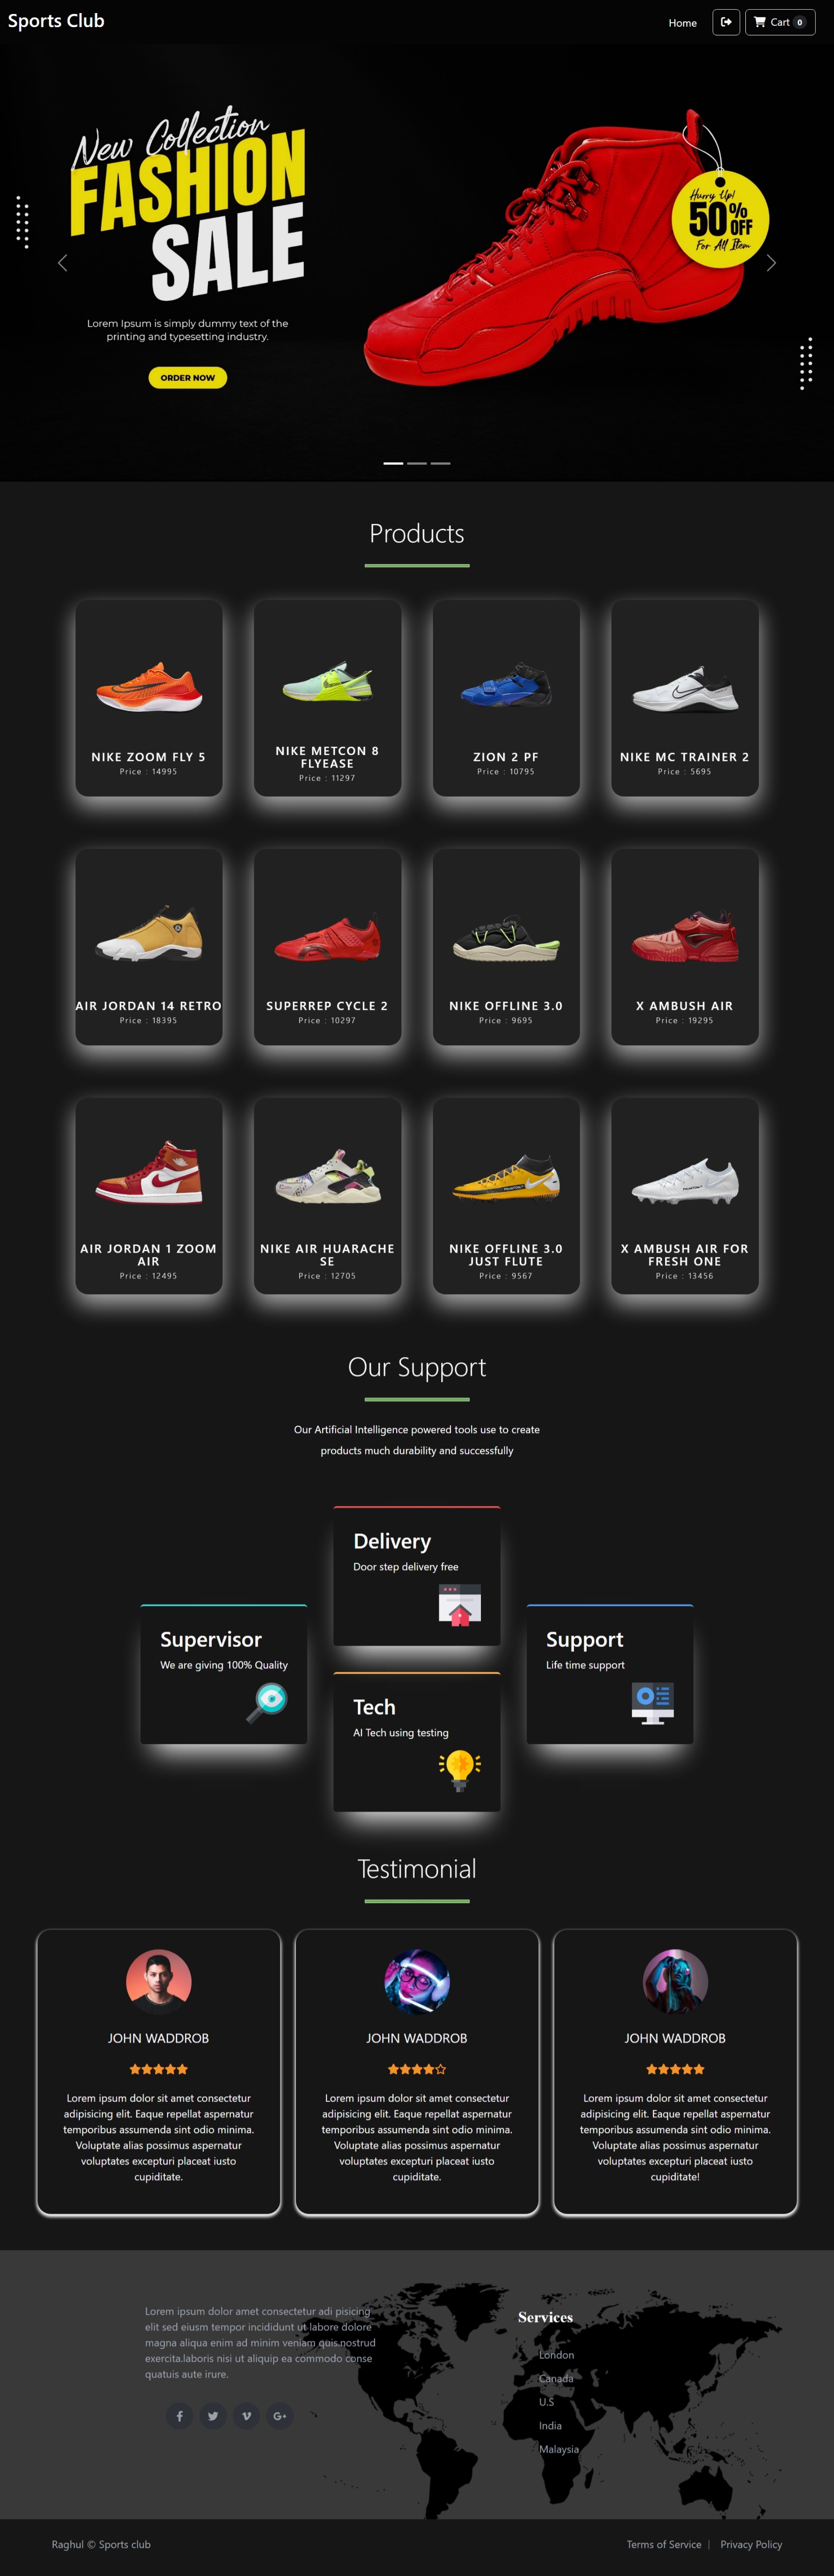 Sports Club
Home
Cart 0
New Collection
FASHION
SALE
Hurry Up!
50% OFF
For All Item
Lorem Ipsum is simply dummy text of the
printing and typesetting industry.
ORDER NOW
Products
NIKE ZOOM FLY 5
Price : 14995
NIKE METCON 8
FLYEASE
Price : 11297
ZION 2 PF
Price : 10795
NIKE MC TRAINER 2
Price : 5695
AIR JORDAN 14 RETRO
Price : 18395
SUPERREP CYCLE 2
Price : 10297
NIKE OFFLINE 3.0
Price : 9695
X AMBUSH AIR
Price : 19295
AIR JORDAN 1 ZOOM
AIR
Price : 12495
NIKE AIR HUARACHE
SE
Price : 12705
NIKE OFFLINE 3.0
JUST FLUTE
Price : 9567
X AMBUSH AIR FOR
FRESH ONE
Price : 13456
Our Support
Our Artificial Intelligence powered tools use to create
products much durability and successfully
Delivery
Door step delivery free
Supervisor
We are giving 100% Quality
Support
Life time support
Tech
AI Tech using testing
Testimonial
JOHN WADDROB
Lorem ipsum dolor sit amet consectetur
adipisicing elit. Eaque repellat aspernatur
temporibus assumenda sint odio minima.
Voluptate alias possimus aspernatur
voluptates excepturi placeat iusto
cupiditate.
JOHN WADDROB
Lorem ipsum dolor sit amet consectetur
adipisicing elit. Eaque repellat aspernatur
temporibus assumenda sint odio minima.
Voluptate alias possimus aspernatur
voluptates excepturi placeat iusto
cupiditate.
JOHN WADDROB
Lorem ipsum dolor sit amet consectetur
adipisicing elit. Eaque repellat aspernatur
temporibus assumenda sint odio minima.
Voluptate alias possimus aspernatur
voluptates excepturi placeat iusto
cupiditate!
Lorem ipsum dolor amet consectetur adi pisicing
elit sed eiusm tempor incididunt ut labore dolore
magna aliqua enim ad minim veniam quis.nostrud
exercita.laboris nisi ut aliquip ea commodo conse
quatuis aute irure.
Services
London
Canada
U.S
India
Malaysia
Raghul © Sports club
Terms of Service | Privacy Policy